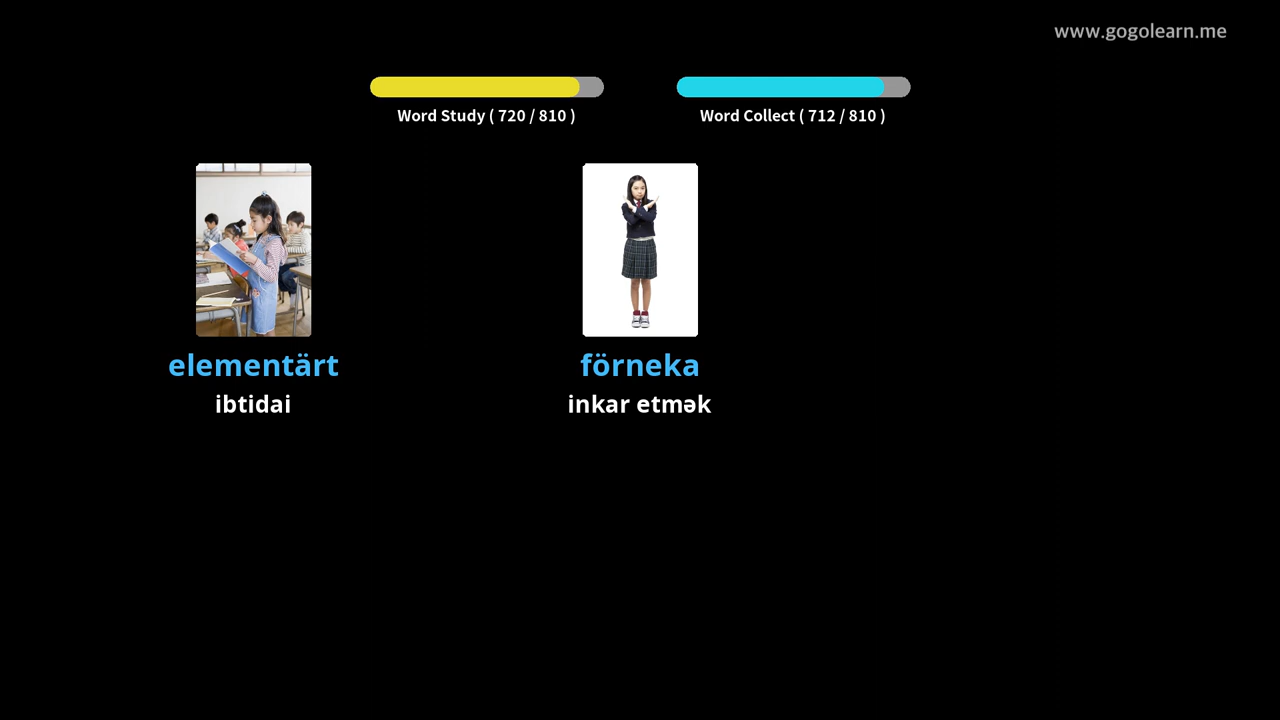 www.gogolearn.me
Word Study ( 720 / 810 )
Word Collect ( 712 / 810 )
elementärt
ibtidai
förneka
inkar etmək